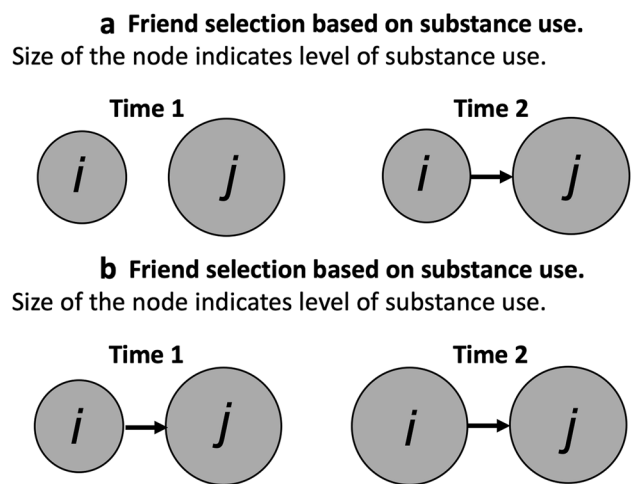 a Friend selection based on substance use.
Size of the node indicates level of substance use.
Time 1 Time 2
i j i j
b Friend selection based on substance use.
Size of the node indicates level of substance use.
Time 1 Time 2
i j i j